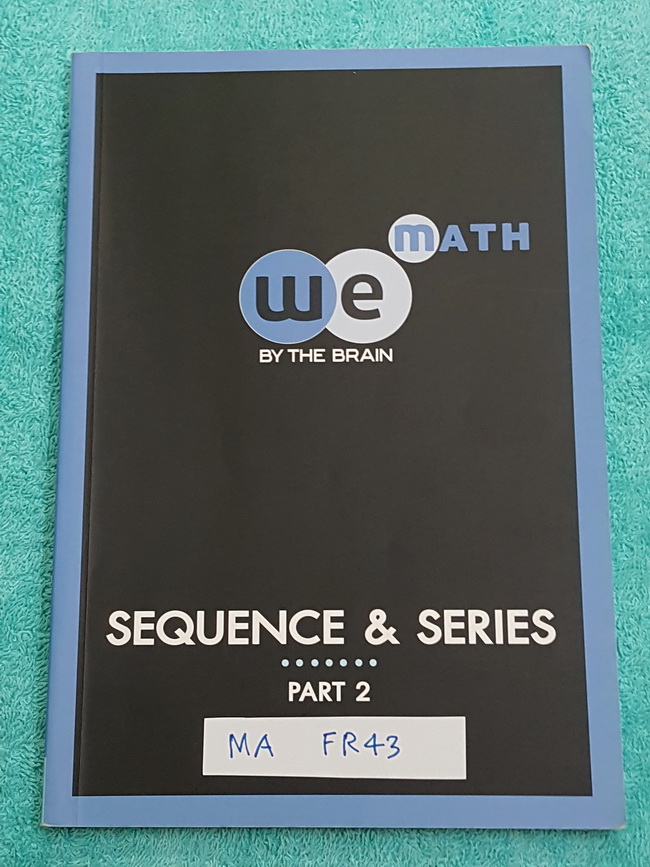 mATH
we
BY THE BRAIN
SEQUENCE & SERIES
PART 2
MA FR43